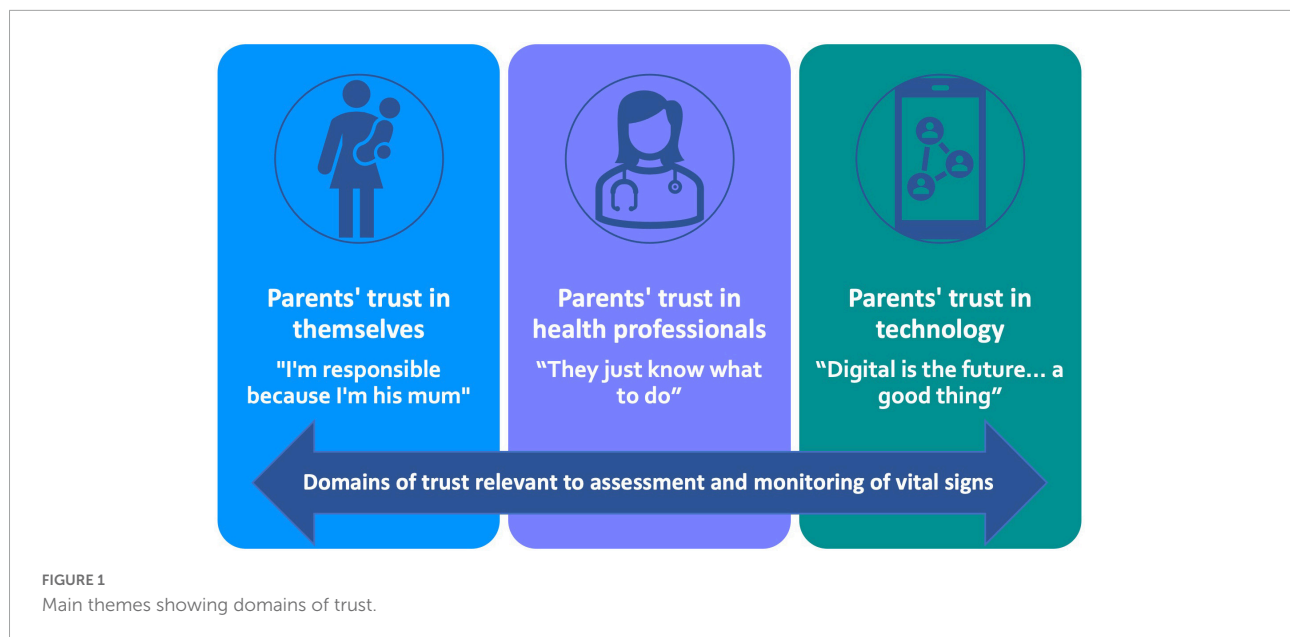 Parents' trust in
themselves
"I'm responsible
because I'm his mum"
Parents' trust in
health professionals
“They just know what
to do”
Parents' trust in
technology
“Digital is the future... a
good thing”
Domains of trust relevant to assessment and monitoring of vital signs
FIGURE 1
Main themes showing domains of trust.